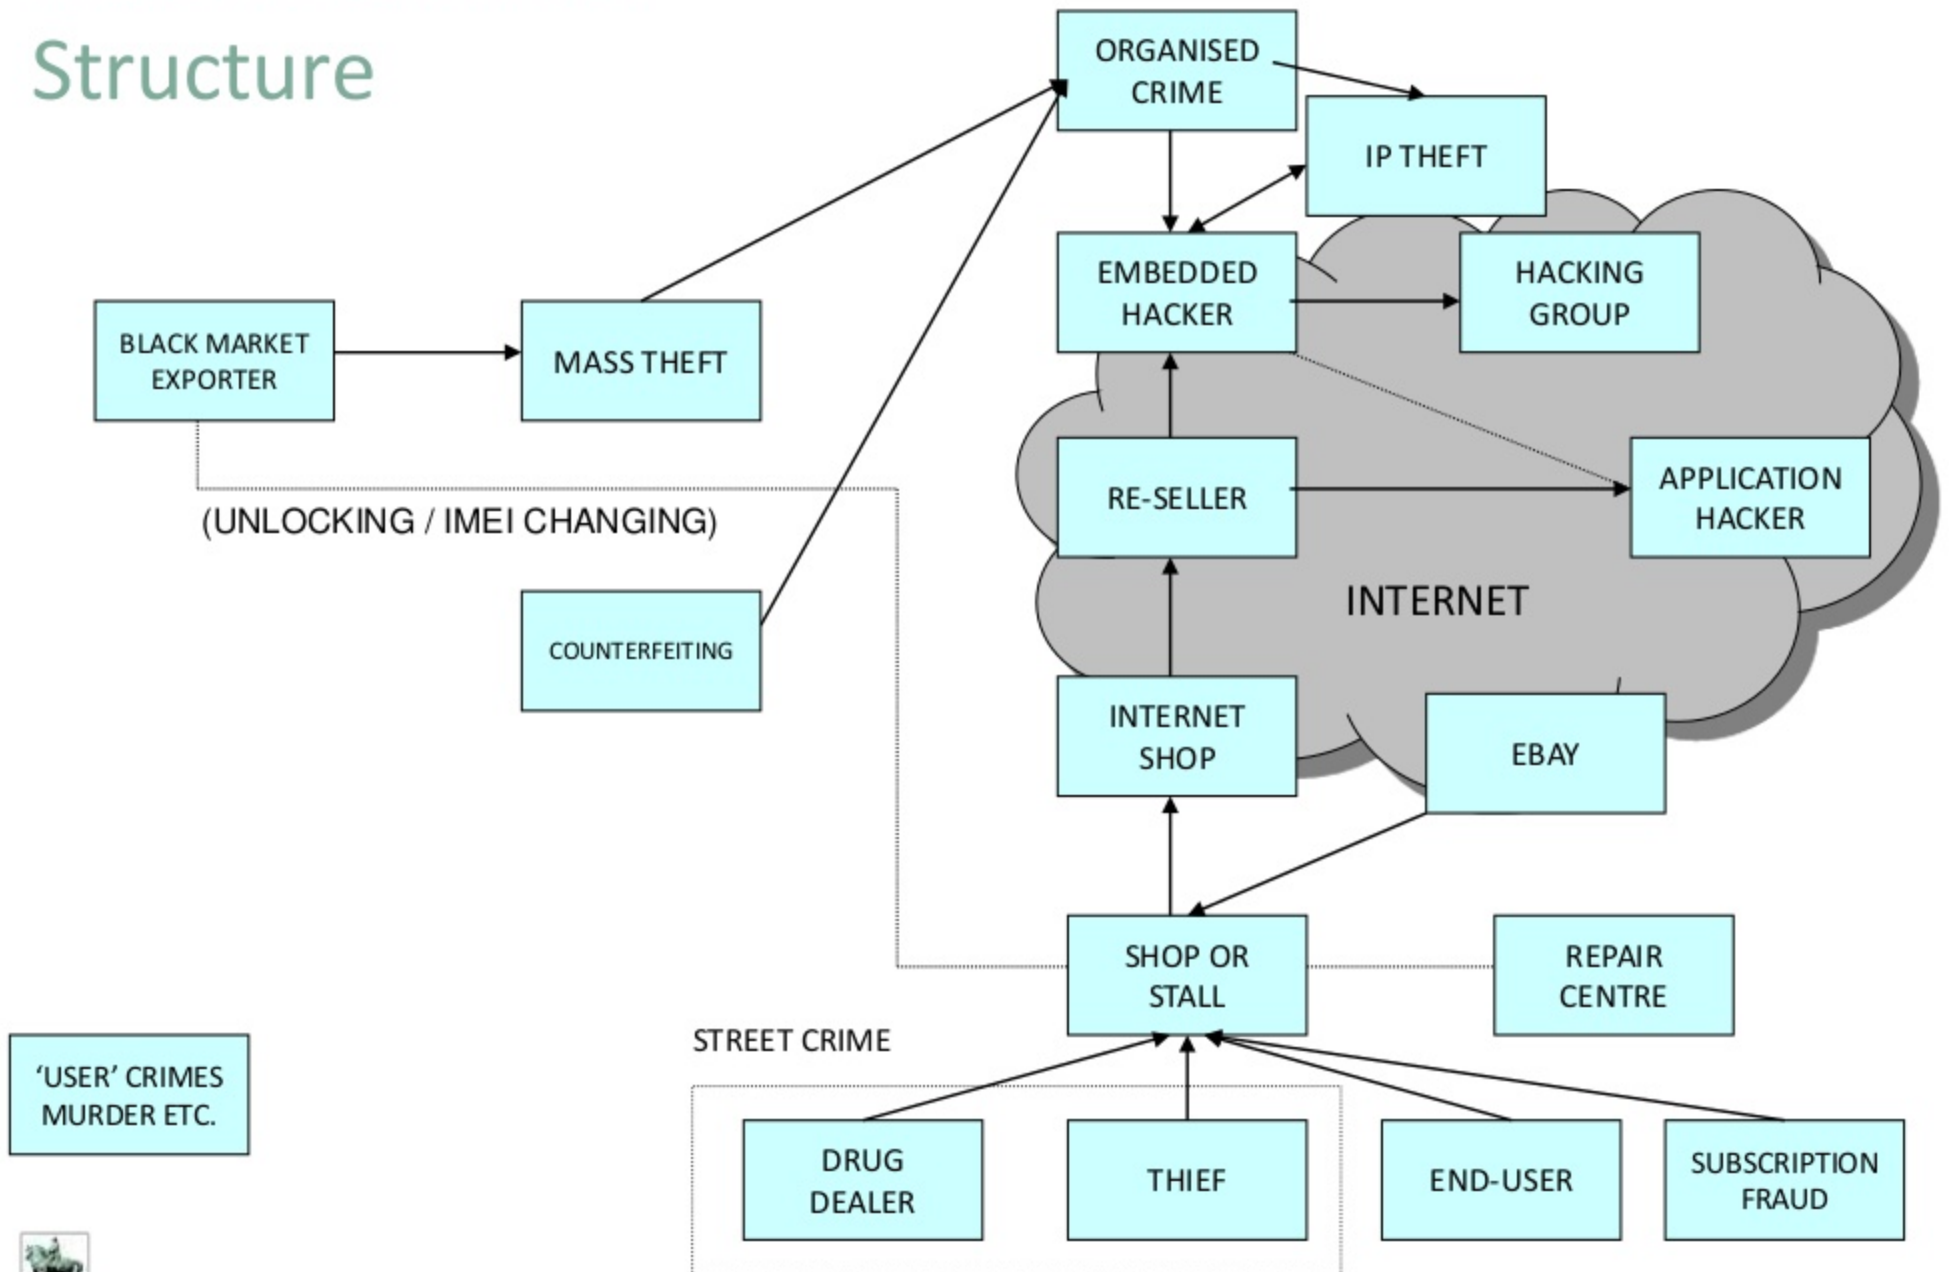 Structure
ORGANISED
CRIME
IP THEFT
EMBEDDED
HACKER
HACKING
GROUP
BLACK MARKET
EXPORTER
MASS THEFT
RE-SELLER
APPLICATION
HACKER
(UNLOCKING / IMEI CHANGING)
INTERNET
COUNTERFEITING
INTERNET
SHOP
EBAY
SHOP OR
STALL
REPAIR
CENTRE
STREET CRIME
‘USER’ CRIMES
MURDER ETC.
DRUG
DEALER
THIEF
END-USER
SUBSCRIPTION
FRAUD